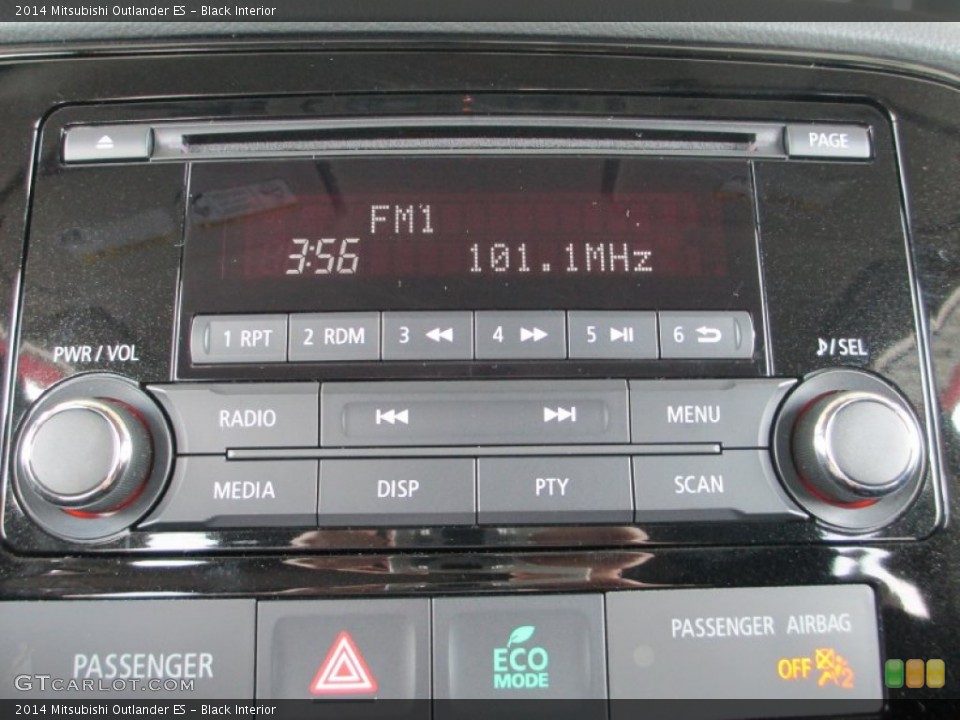 2014 Mitsubishi Outlander ES - Black Interior
PAGE
FM1
3:56 101.1MHz
1 RPT 2 RDM 3 4 5 6
PWR / VOL
♪/SEL
RADIO MENU
MEDIA DISP PTY SCAN
PASSENGER AIRBAG
PASSENGER
ECO
MODE
OFF 2
GTCARLOT.COM
2014 Mitsubishi Outlander ES - Black Interior